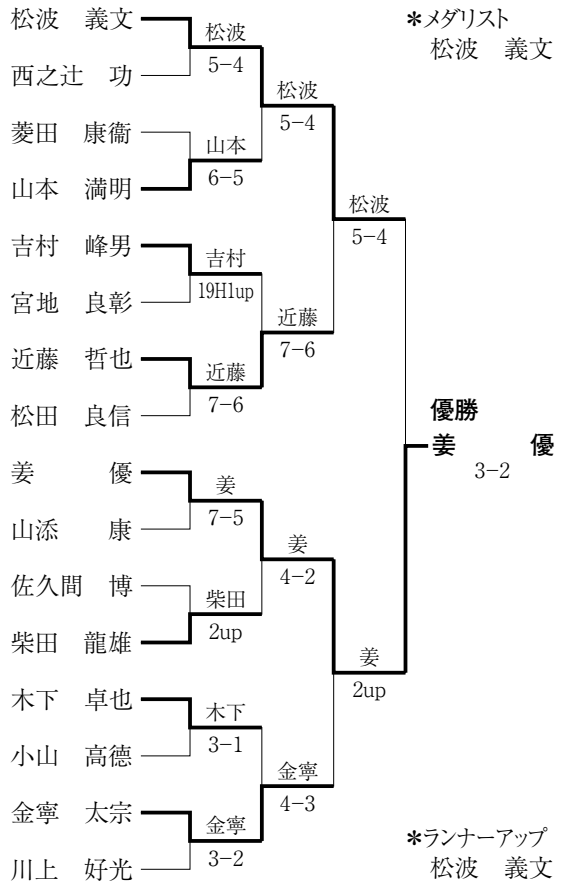 松波　義文
西之辻　功
菱田　康衞
山本　満明
吉村　峰男
宮地　良彰
近藤　哲也
松田　良信
姜　　　優
山添　　康
佐久間　博
柴田　龍雄
木下　卓也
小山　高德
金寧　太宗
川上　好光
松波
5-4
山本
6-5
吉村
19H1up
近藤
7-6
姜
7-5
柴田
2up
木下
3-1
金寧
3-2
松波
5-4
近藤
7-6
姜
4-2
金寧
4-3
松波
5-4
姜
2up
優勝
姜　　　優
3-2
*メダリスト
松波　義文
*ランナーアップ
松波　義文